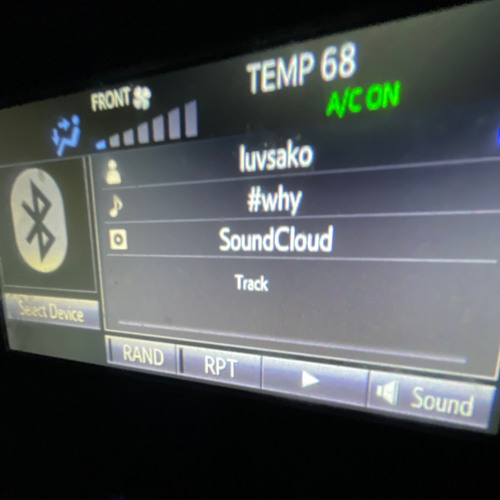 TEMP 68
FRONT
A/C ON
luvsako
#why
SoundCloud
Track
Select Device
RAND
RPT
Sound